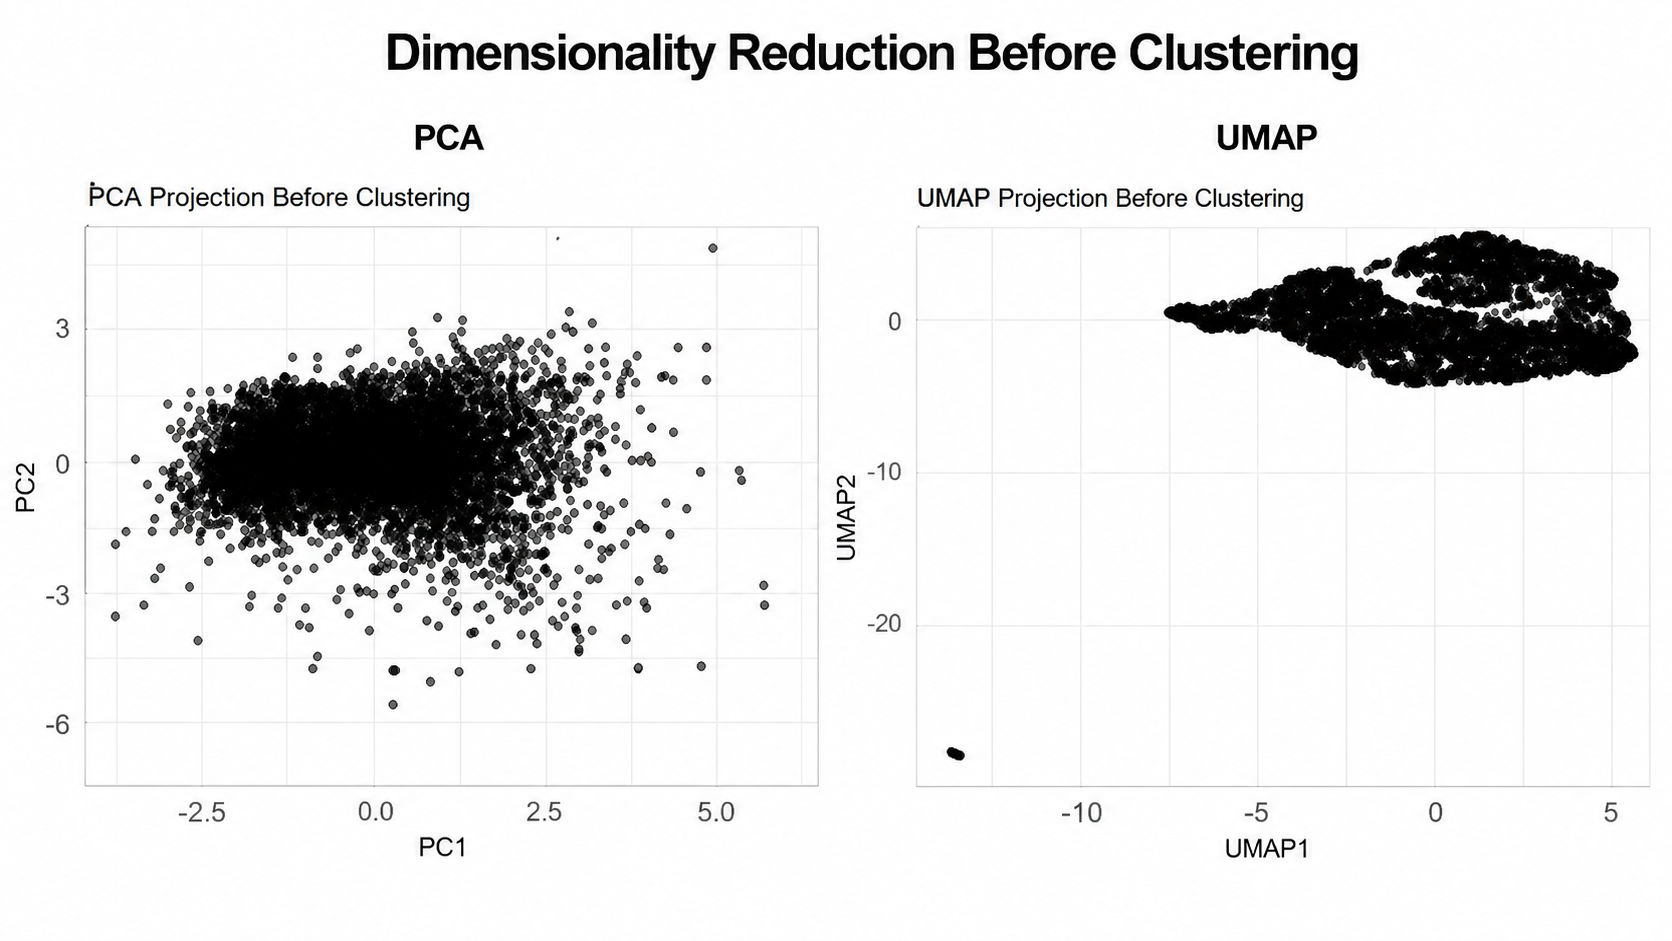 Dimensionality Reduction Before Clustering
PCA
UMAP
PCA Projection Before Clustering
3
0
-3
-6
PC2
-2.5
0.0
2.5
5.0
PC1
UMAP Projection Before Clustering
0
-10
-20
UMAP2
-10
-5
0
5
UMAP1